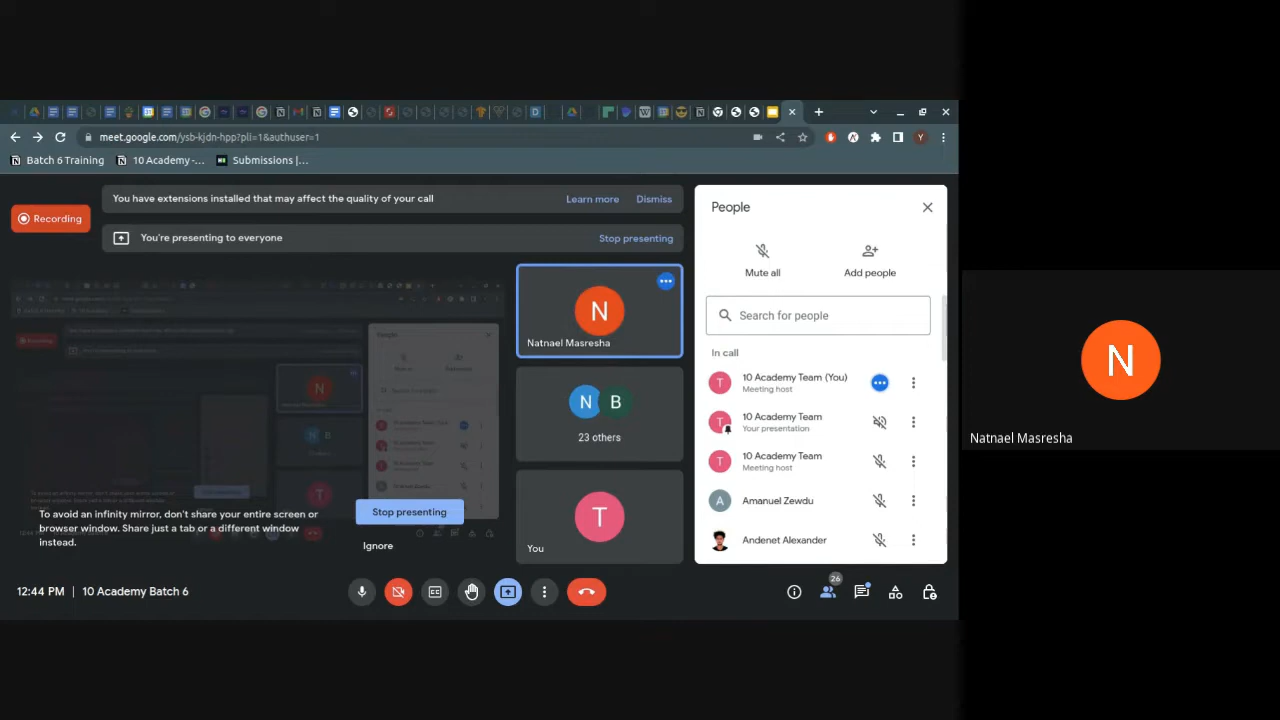 meet.google.com/ysb-kjdn-hpp?pli=1&authuser=1
Batch 6 Training
10 Academy -...
Submissions |...
Recording
You have extensions installed that may affect the quality of your call
Learn more
Dismiss
You're presenting to everyone
Stop presenting
N
Natnael Masresha
N B
23 others
T
You
To avoid an infinity mirror, don't share your entire screen or
browser window. Share just a tab or a different window
instead.
Stop presenting
Ignore
People
Mute all
Add people
Search for people
In call
T
10 Academy Team (You)
Meeting host
T
10 Academy Team
Your presentation
T
10 Academy Team
Meeting host
A
Amanuel Zewdu
Andenet Alexander
12:44 PM | 10 Academy Batch 6
26
N
Natnael Masresha